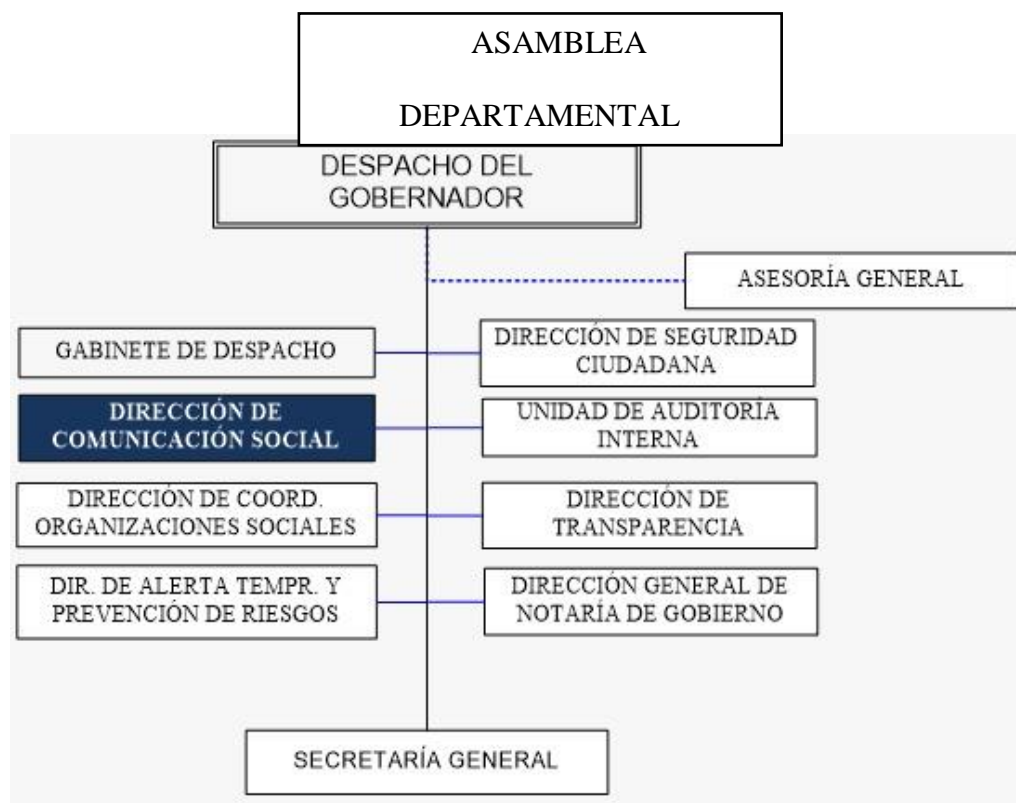 ASAMBLEA
DEPARTAMENTAL
DESPACHO DEL
GOBERNADOR
ASESORÍA GENERAL
GABINETE DE DESPACHO
DIRECCIÓN DE SEGURIDAD
CIUDADANA
DIRECCIÓN DE
COMUNICACIÓN SOCIAL
UNIDAD DE AUDITORÍA
INTERNA
DIRECCIÓN DE COORD.
ORGANIZACIONES SOCIALES
DIRECCIÓN DE
TRANSPARENCIA
DIR. DE ALERTA TEMPR. Y
PREVENCIÓN DE RIESGOS
DIRECCIÓN GENERAL DE
NOTARÍA DE GOBIERNO
SECRETARÍA GENERAL